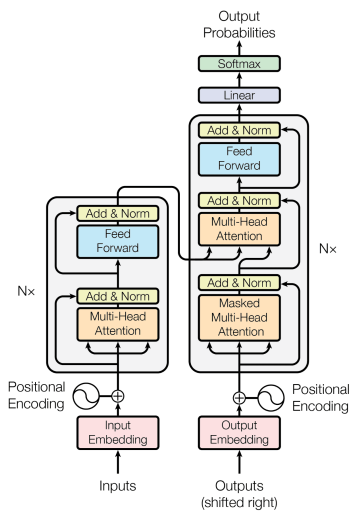 Output
Probabilities
Softmax
Linear
Add & Norm
Feed
Forward
Add & Norm
Multi-Head
Attention
Add & Norm
Masked
Multi-Head
Attention
Nx
Add & Norm
Feed
Forward
Add & Norm
Multi-Head
Attention
Nx
Positional
Encoding
Positional
Encoding
Input
Embedding
Output
Embedding
Inputs
Outputs
(shifted right)